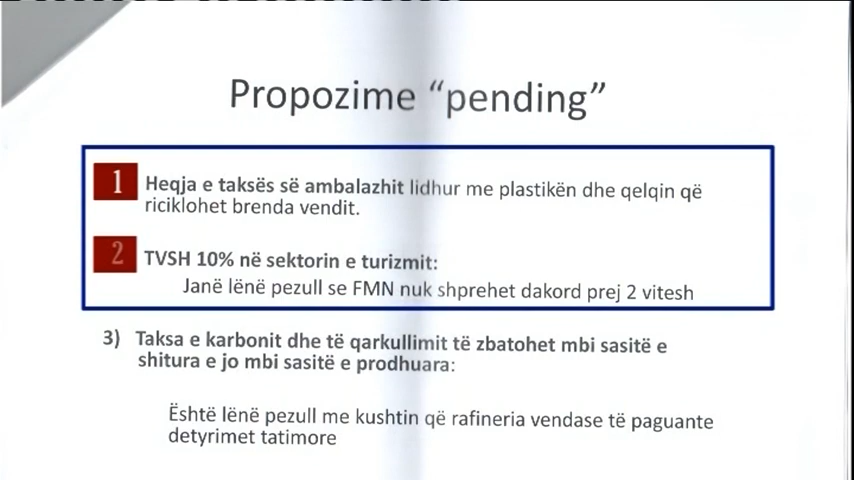 Propozime “pending”
1 Heqja e taksës së ambalazhit lidhur me plastikën dhe qelqin që
riciklohet brenda vendit.
2 TVSH 10% në sektorin e turizmit:
Janë lënë pezull se FMN nuk shprehet dakord prej 2 vitesh
3) Taksa e karbonit dhe të qarkullimit të zbatohet mbi sasitë e
shitura e jo mbi sasitë e prodhuara:
Është lënë pezull me kushtin që rafineria vendase të paguante
detyrimet tatimore